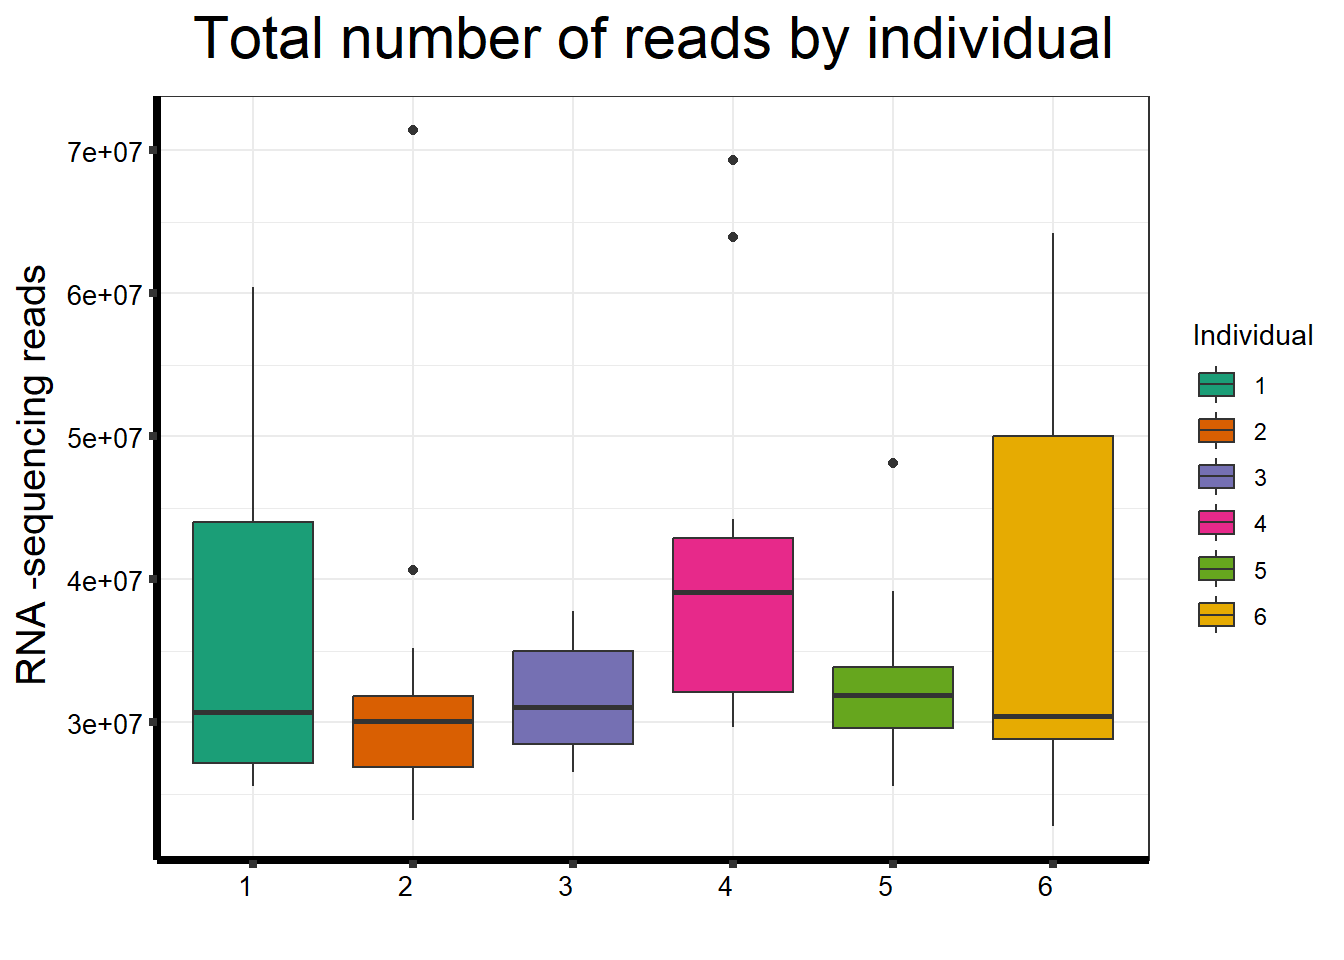 Total number of reads by individual
RNA -sequencing reads
7e+07
6e+07
5e+07
4e+07
3e+07
1
2
3
4
5
6
Individual
1
2
3
4
5
6